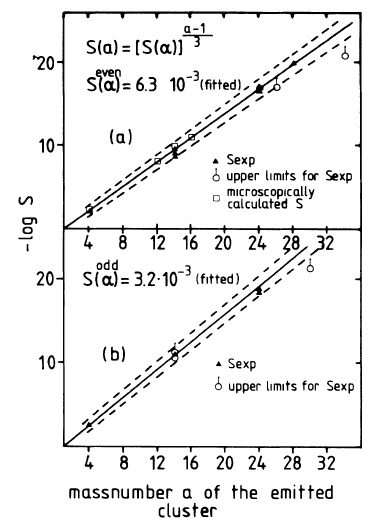 S(a) = [S(α)]^{(a-1)/3}
S(α)^{even} = 6.3 10⁻³ (fitted)
20
(a)
10
▲ Sexp
upper limits for Sexp
□ microscopically calculated S
-log S
4 8 12 16 20 24 28 32
(b)
S(α)^{odd} = 3.2·10⁻³ (fitted)
20
10
▲ Sexp
upper limits for Sexp
4 8 12 16 20 24 28 32
massnumber a of the emitted
cluster